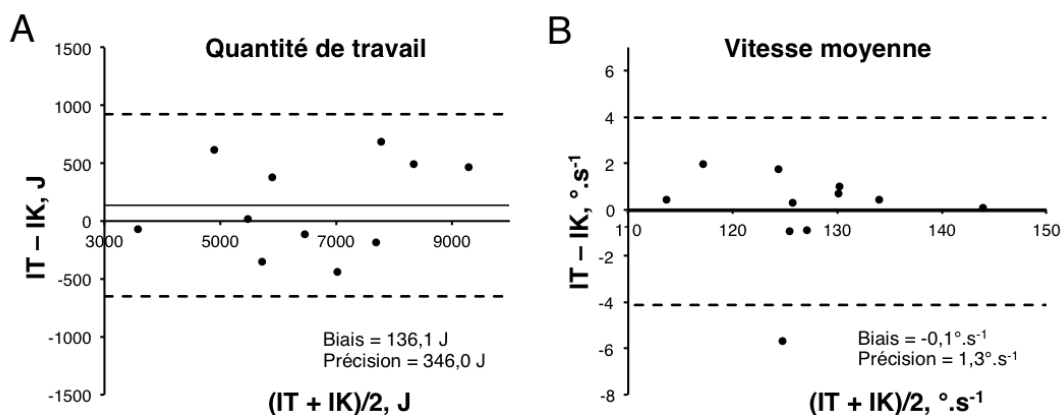 A
Quantité de travail
1500
1000
500
0
-500
-1000
-1500
3000 5000 7000 9000
IT – IK, J
Biais = 136,1 J
Précision = 346,0 J
(IT + IK)/2, J
B
Vitesse moyenne
6
4
2
0
-2
-4
-6
-8
110 120 130 140 150
IT – IK, °.s-1
Biais = -0,1°.s-1
Précision = 1,3°.s-1
(IT + IK)/2, °.s-1